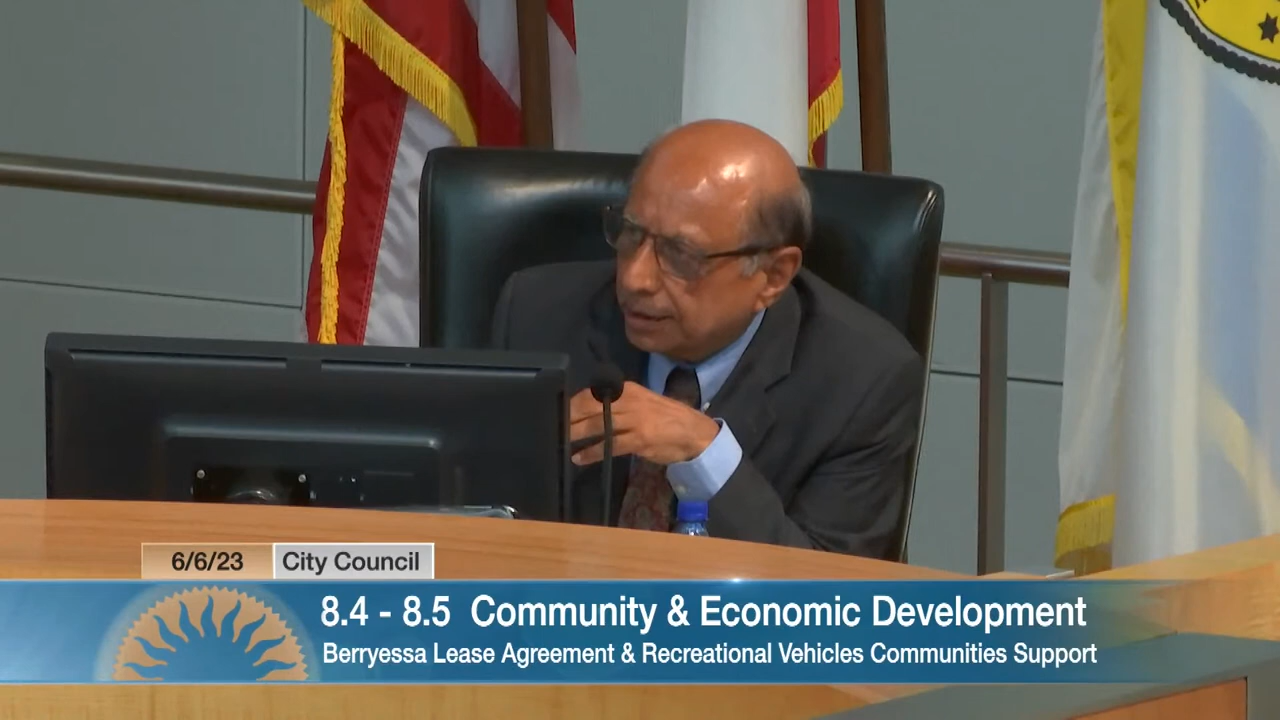 6/6/23 City Council
8.4 - 8.5 Community & Economic Development
Berryessa Lease Agreement & Recreational Vehicles Communities Support